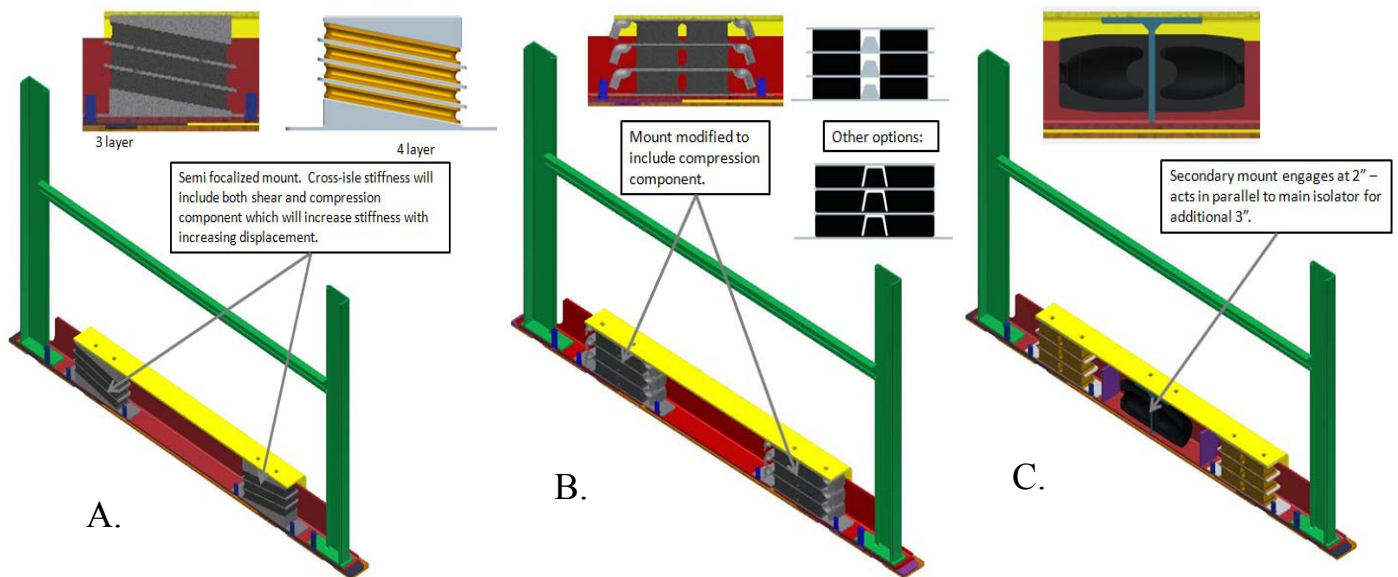 3 layer
4 layer
Semi focalized mount. Cross-isle stiffness will
include both shear and compression
component which will increase stiffness with
increasing displacement.
A.
Mount modified to
include compression
component.
Other options:
B.
Secondary mount engages at 2” –
acts in parallel to main isolator for
additional 3”.
C.